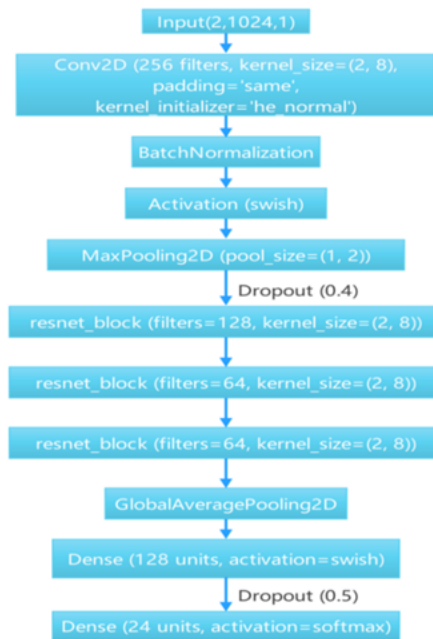 Input(2,1024,1)
Conv2D (256 filters, kernel_size=(2, 8),
padding='same',
kernel_initializer='he_normal')
BatchNormalization
Activation (swish)
MaxPooling2D (pool_size=(1, 2))
Dropout (0.4)
resnet_block (filters=128, kernel_size=(2, 8))
resnet_block (filters=64, kernel_size=(2, 8))
resnet_block (filters=64, kernel_size=(2, 8))
GlobalAveragePooling2D
Dense (128 units, activation=swish)
Dropout (0.5)
Dense (24 units, activation=softmax)